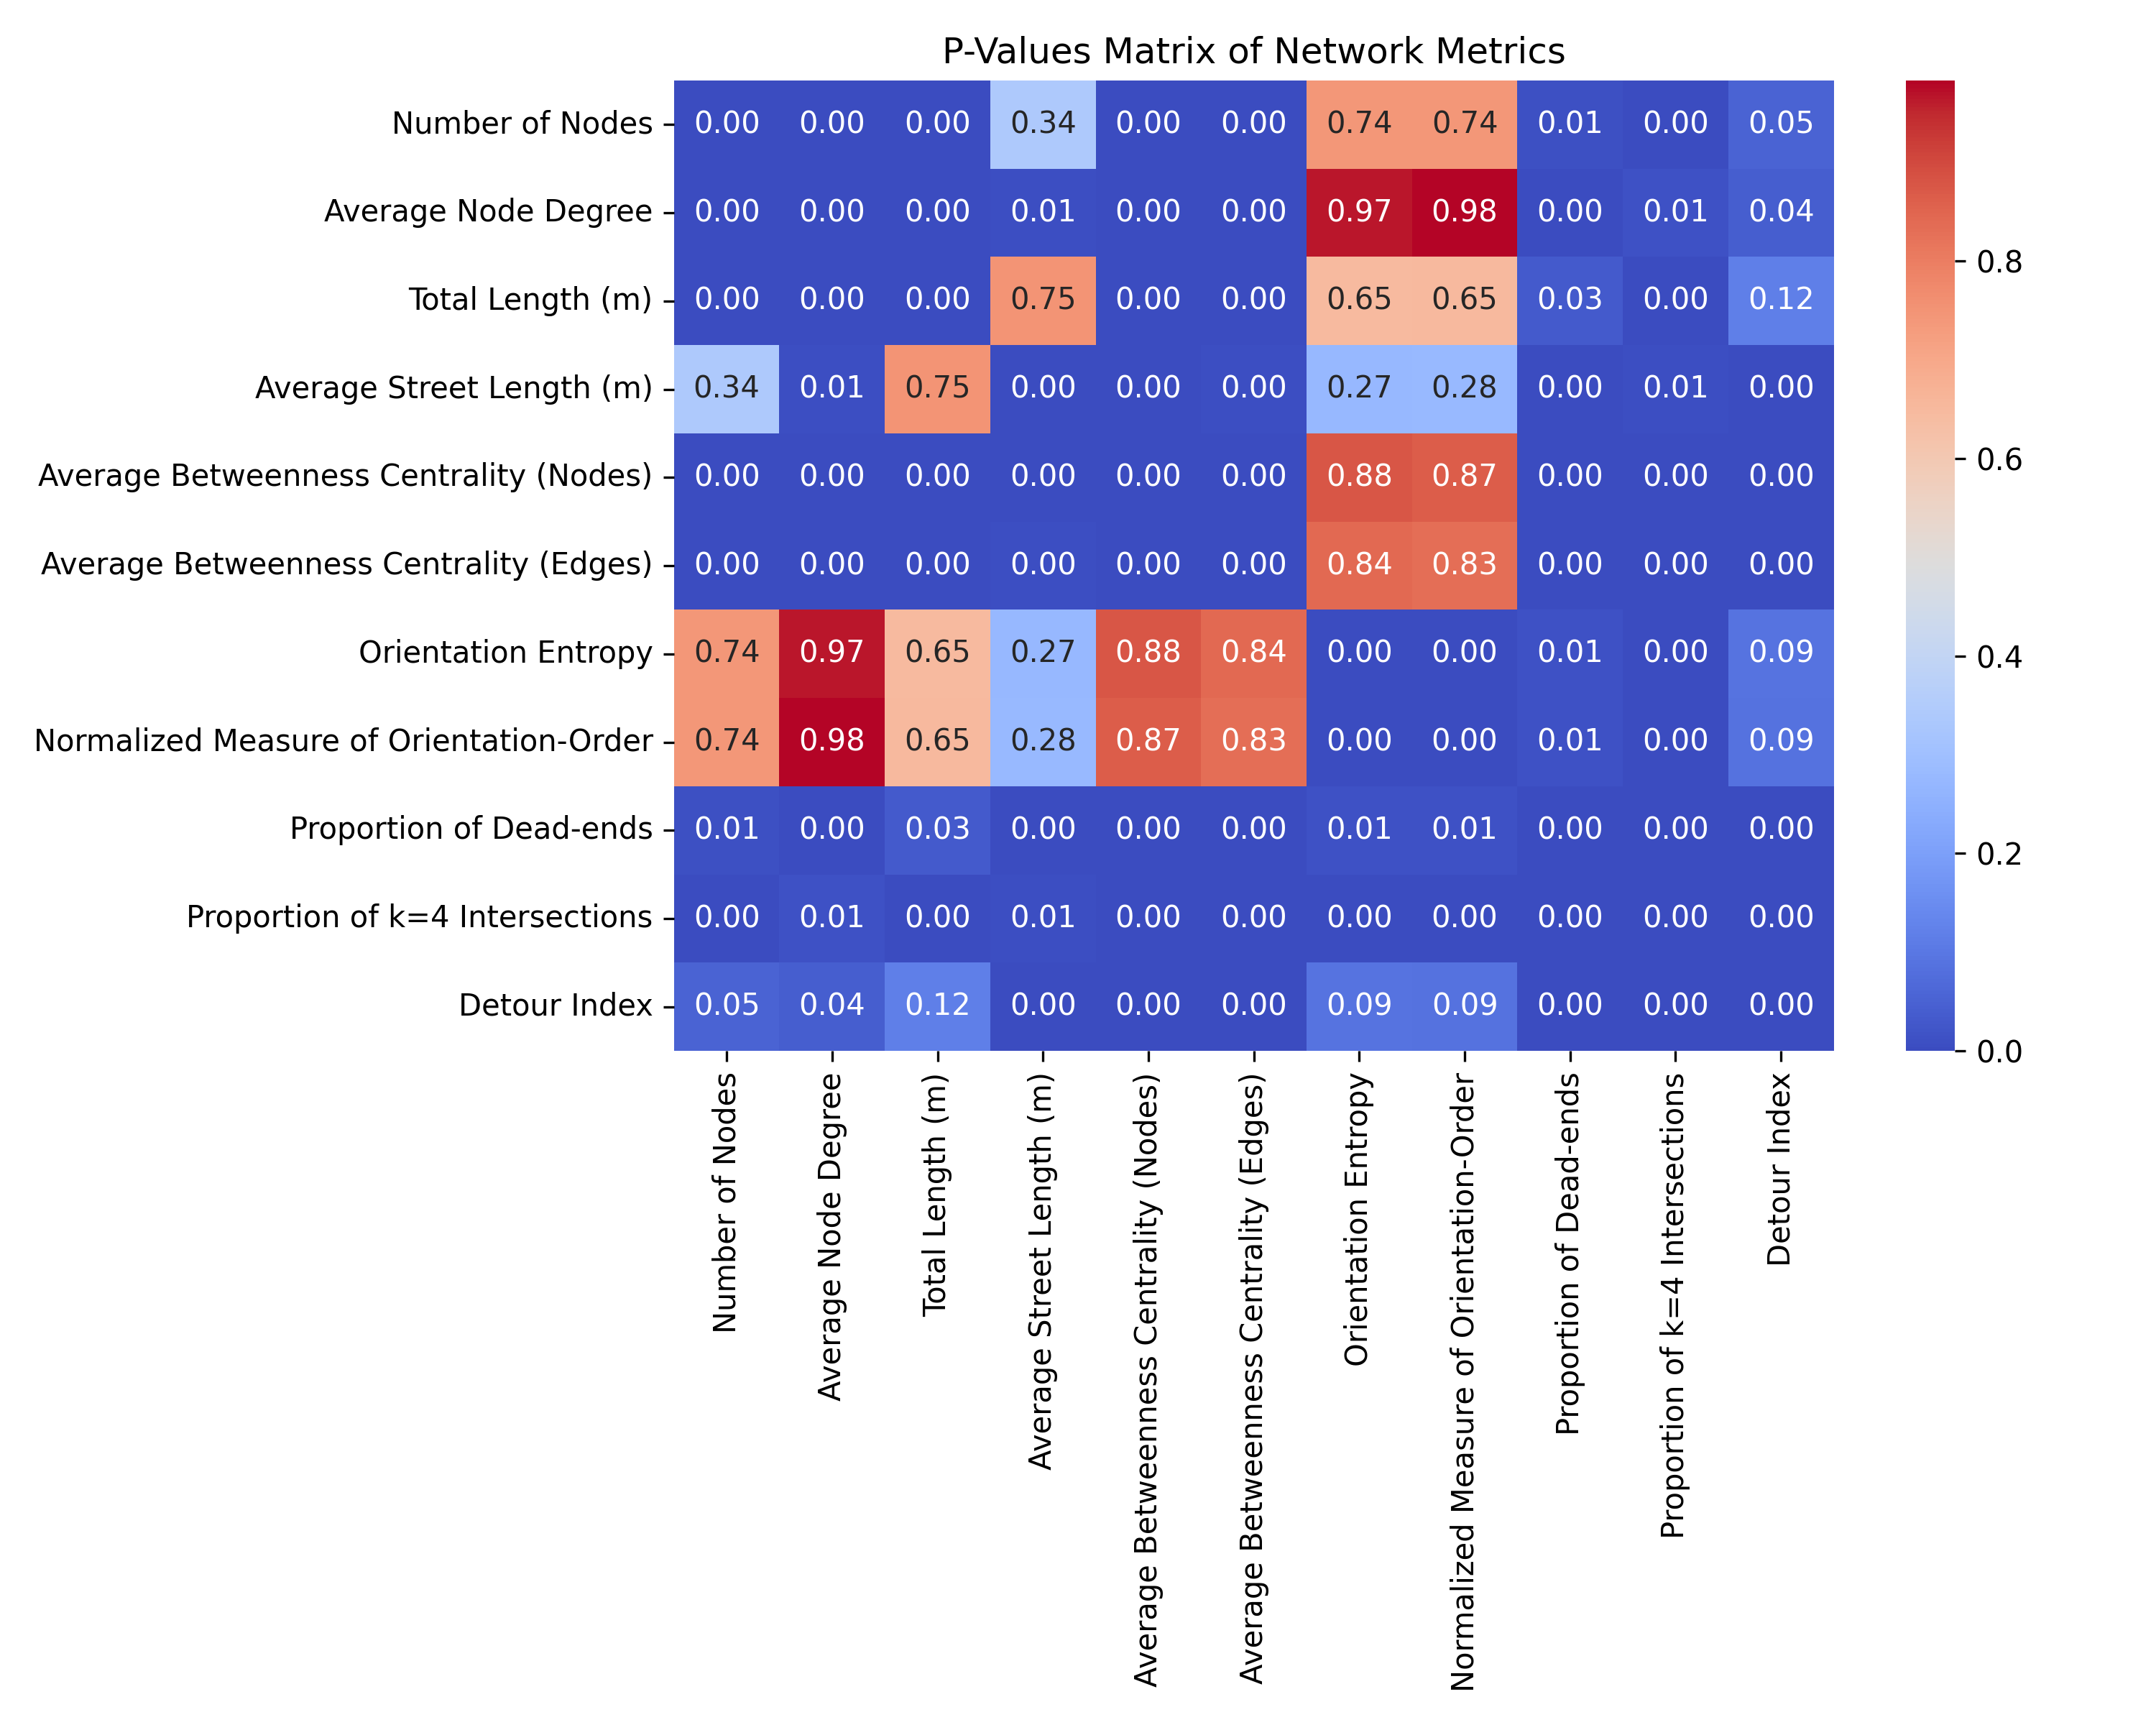 P-Values Matrix of Network Metrics
Number of Nodes 0.00 0.00 0.00 0.34 0.00 0.00 0.74 0.74 0.01 0.00 0.05
Average Node Degree 0.00 0.00 0.00 0.01 0.00 0.00 0.97 0.98 0.00 0.01 0.04
Total Length (m) 0.00 0.00 0.00 0.75 0.00 0.00 0.65 0.65 0.03 0.00 0.12
Average Street Length (m) 0.34 0.01 0.75 0.00 0.00 0.00 0.27 0.28 0.00 0.01 0.00
Average Betweenness Centrality (Nodes) 0.00 0.00 0.00 0.00 0.00 0.00 0.88 0.87 0.00 0.00 0.00
Average Betweenness Centrality (Edges) 0.00 0.00 0.00 0.00 0.00 0.00 0.84 0.83 0.00 0.00 0.00
Orientation Entropy 0.74 0.97 0.65 0.27 0.88 0.84 0.00 0.00 0.01 0.00 0.09
Normalized Measure of Orientation-Order 0.74 0.98 0.65 0.28 0.87 0.83 0.00 0.00 0.01 0.00 0.09
Proportion of Dead-ends 0.01 0.00 0.03 0.00 0.00 0.00 0.01 0.01 0.00 0.00 0.00
Proportion of k=4 Intersections 0.00 0.01 0.00 0.01 0.00 0.00 0.00 0.00 0.00 0.00 0.00
Detour Index 0.05 0.04 0.12 0.00 0.00 0.00 0.09 0.09 0.00 0.00 0.00
Number of Nodes
Average Node Degree
Total Length (m)
Average Street Length (m)
Average Betweenness Centrality (Nodes)
Average Betweenness Centrality (Edges)
Orientation Entropy
Normalized Measure of Orientation-Order
Proportion of Dead-ends
Proportion of k=4 Intersections
Detour Index
0.8
0.6
0.4
0.2
0.0